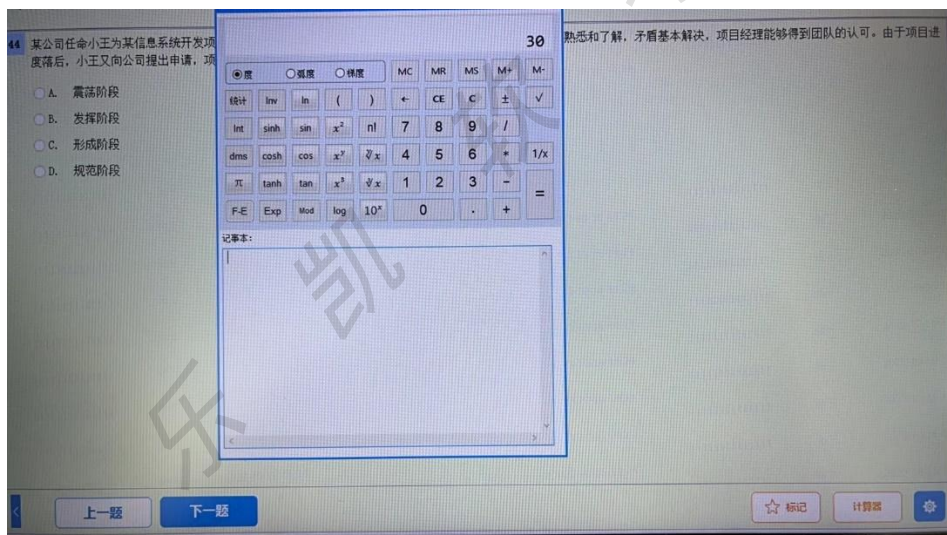 44 某公司任命小王为某信息系统开发项
熟悉和了解，矛盾基本解决，项目经理能够得到团队的认可。由于项目进
度落后，小王又向公司提出申请，项
A. 震荡阶段
B. 发挥阶段
C. 形成阶段
D. 规范阶段
30
度 弧度 梯度 MC MR MS M+ M-
统计 Inv ln ( ) ← CE C ± √
Int sinh sin x² n! 7 8 9 /
dms cosh cos xʸ ʸ√x 4 5 6 * 1/x
π tanh tan x³ ³√x 1 2 3 - =
F-E Exp Mod log 10ˣ 0 . +
记事本:
乐凯
上一题 下一题 标记 计算器